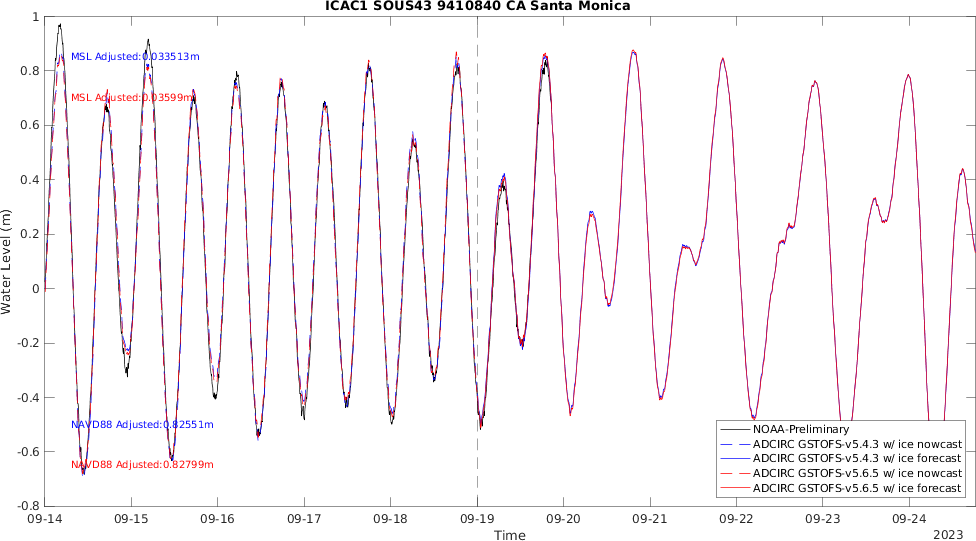 ICAC1 SOUS43 9410840 CA Santa Monica
Water Level (m)
1
0.8
0.6
0.4
0.2
0
-0.2
-0.4
-0.6
-0.8
MSL Adjusted:0.033513m
MSL Adjusted:0.03599m
NAVD88 Adjusted:0.82551m
NAVD88 Adjusted:0.82799m
NOAA-Preliminary
ADCIRC GSTOFS-v5.4.3 w/ ice nowcast
ADCIRC GSTOFS-v5.4.3 w/ ice forecast
ADCIRC GSTOFS-v5.6.5 w/ ice nowcast
ADCIRC GSTOFS-v5.6.5 w/ ice forecast
09-14 09-15 09-16 09-17 09-18 09-19 09-20 09-21 09-22 09-23 09-24
Time
2023